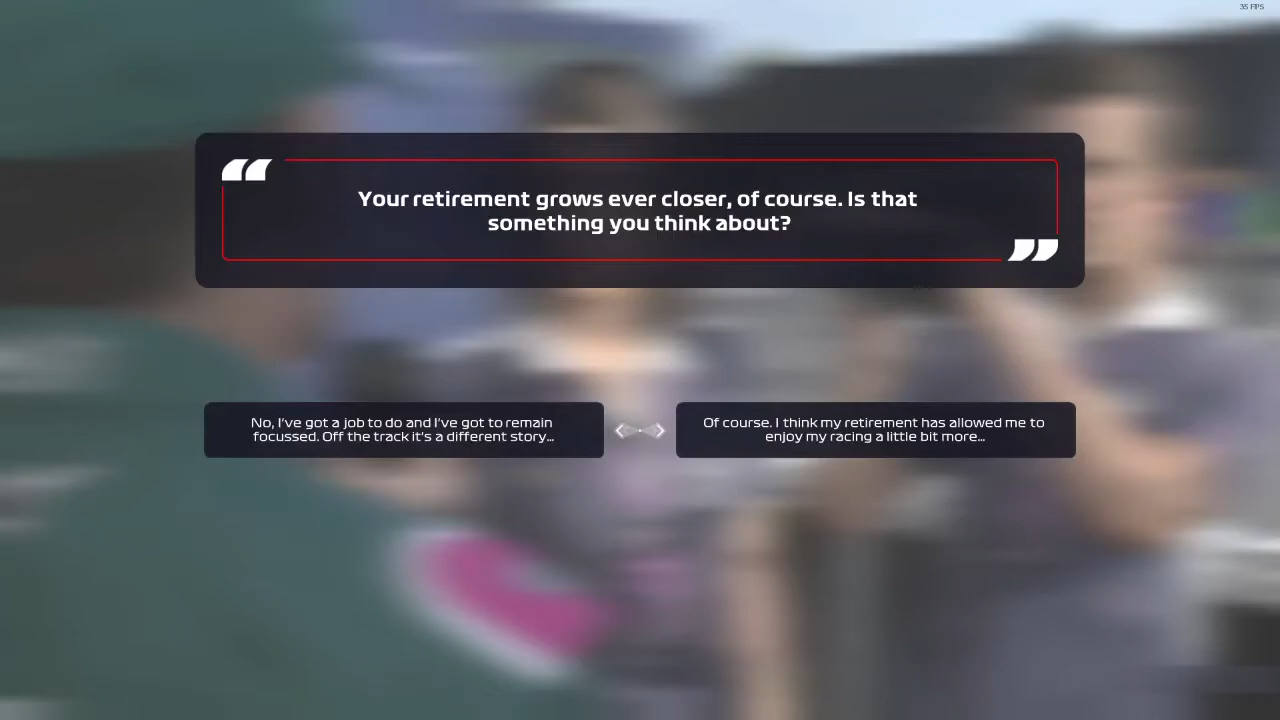 35 FPS
Your retirement grows ever closer, of course. Is that
something you think about?
No, I've got a job to do and I've got to remain
focussed. Off the track it's a different story...
Of course. I think my retirement has allowed me to
enjoy my racing a little bit more...